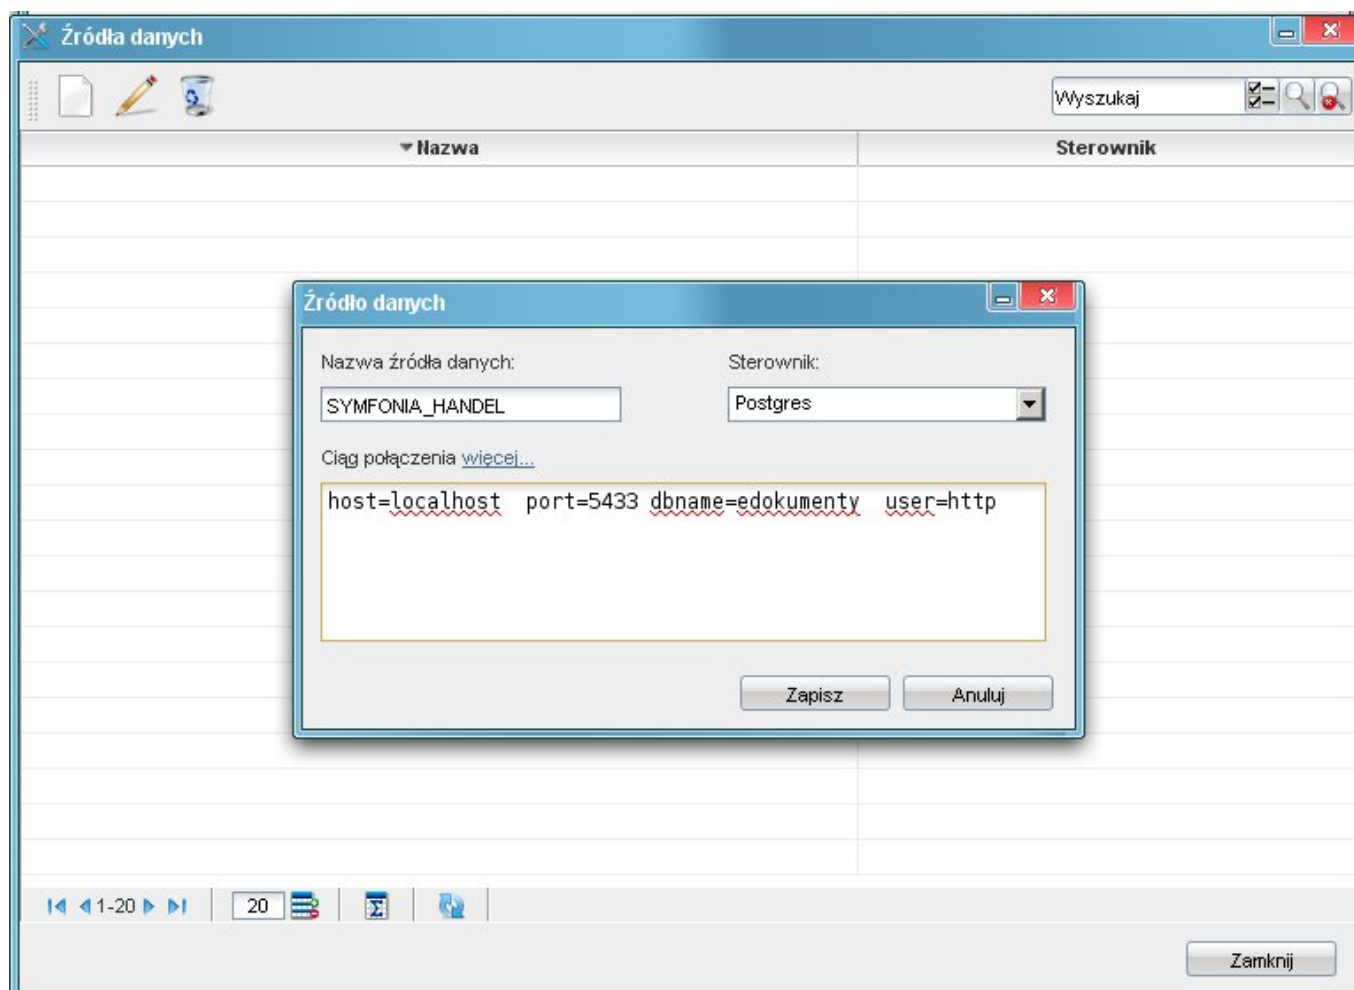 Źródła danych
Wyszukaj
Nazwa Sterownik
Źródło danych
Nazwa źródła danych: Sterownik:
SYMFONIA_HANDEL Postgres
Ciąg połączenia więcej...
host=localhost  port=5433 dbname=edokumenty  user=http
Zapisz Anuluj
1-20 20
Zamknij